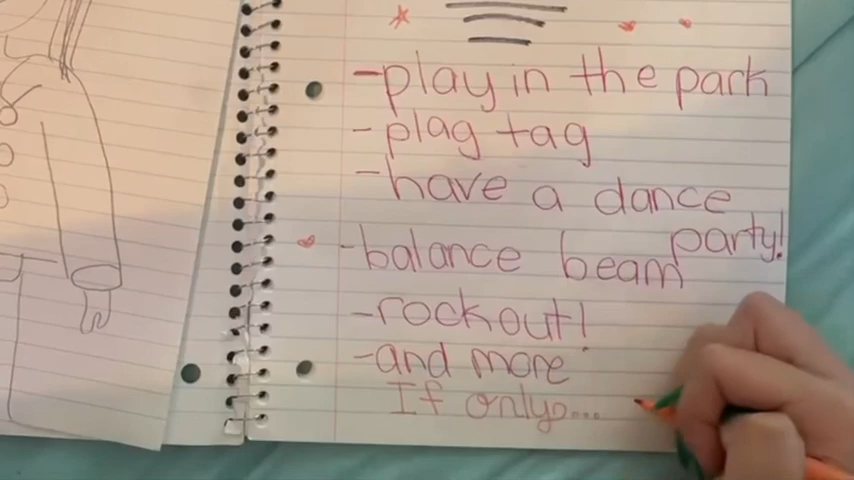 -play in the park
-plag tag
-have a dance
party!
-balance beam
-rockout!
-and more
If only...